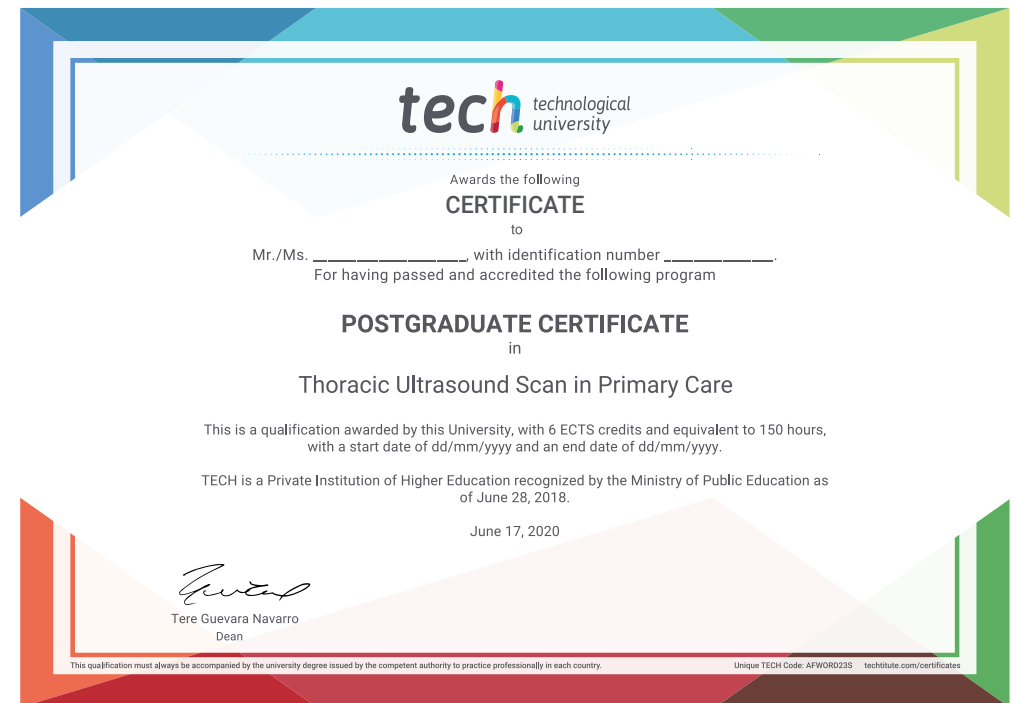 tech technological
university
Awards the following
CERTIFICATE
to
Mr./Ms. ____________________, with identification number ______________.
For having passed and accredited the following program
POSTGRADUATE CERTIFICATE
in
Thoracic Ultrasound Scan in Primary Care
This is a qualification awarded by this University, with 6 ECTS credits and equivalent to 150 hours,
with a start date of dd/mm/yyyy and an end date of dd/mm/yyyy.
TECH is a Private Institution of Higher Education recognized by the Ministry of Public Education as
of June 28, 2018.
June 17, 2020
Tere Guevara Navarro
Dean
This qualification must always be accompanied by the university degree issued by the competent authority to practice professionally in each country.
Unique TECH Code: AFWORD23S techtitute.com/certificates